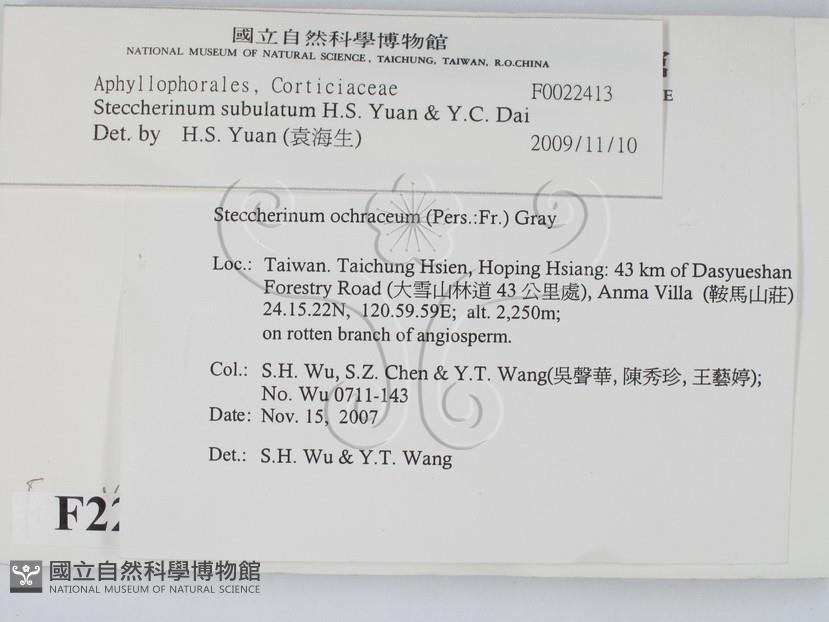 國立自然科學博物館
NATIONAL MUSEUM OF NATURAL SCIENCE, TAICHUNG, TAIWAN, R.O.CHINA
Aphyllophorales, Corticiaceae F0022413
Steccherinum subulatum H.S. Yuan & Y.C. Dai
Det. by H.S. Yuan (袁海生) 2009/11/10
E
Steccherinum ochraceum (Pers.:Fr.) Gray
Loc.: Taiwan. Taichung Hsien, Hoping Hsiang: 43 km of Dasyueshan
Forestry Road (大雪山林道 43 公里處), Anma Villa (鞍馬山莊)
24.15.22N, 120.59.59E; alt. 2,250m;
on rotten branch of angiosperm.
Col.: S.H. Wu, S.Z. Chen & Y.T. Wang(吳聲華, 陳秀珍, 王藝婷);
No. Wu 0711-143
Date: Nov. 15, 2007
Det.: S.H. Wu & Y.T. Wang
F22
國立自然科學博物館
NATIONAL MUSEUM OF NATURAL SCIENCE